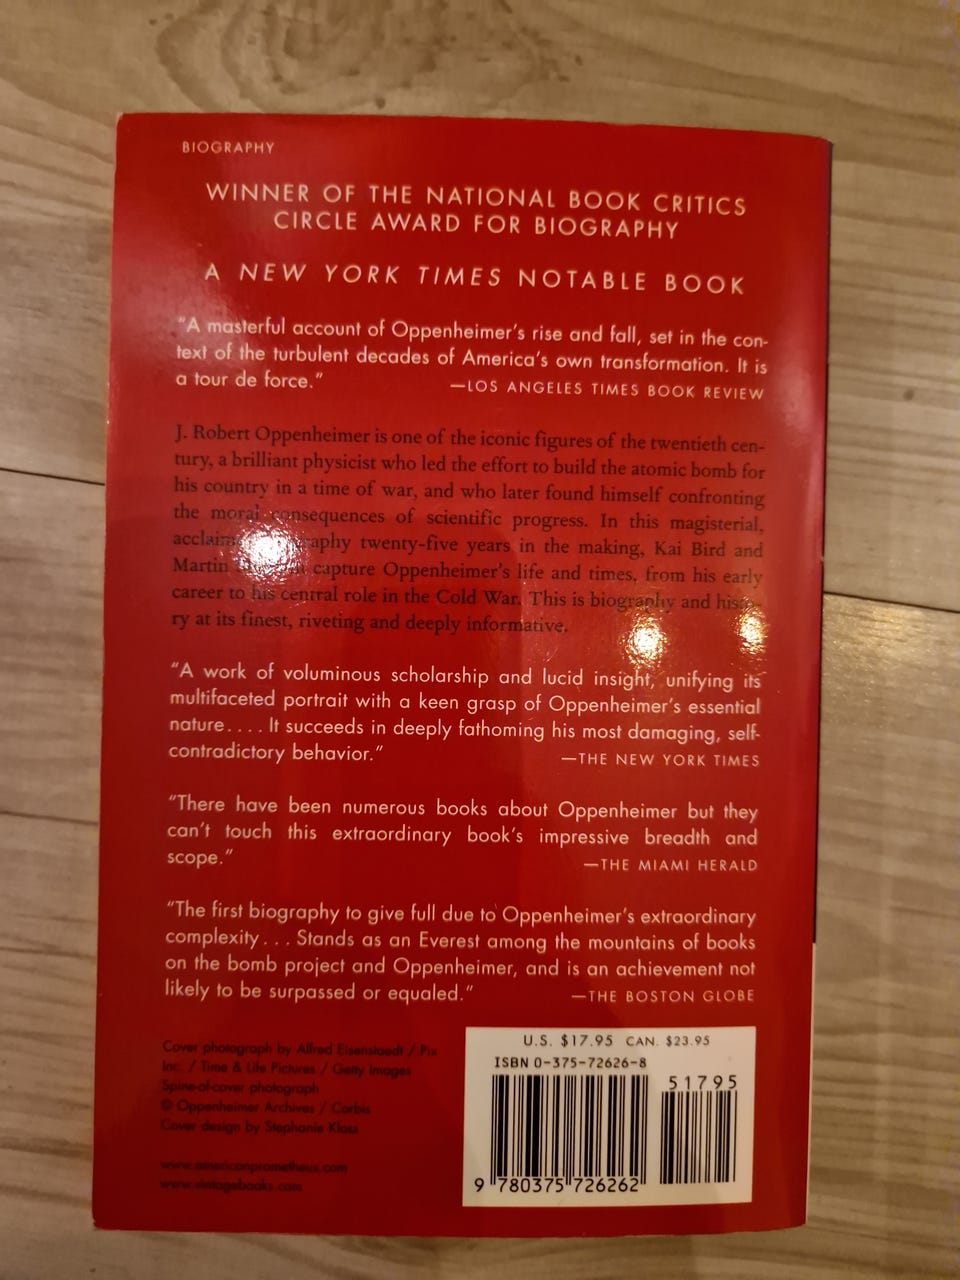 BIOGRAPHY
WINNER OF THE NATIONAL BOOK CRITICS
CIRCLE AWARD FOR BIOGRAPHY
A NEW YORK TIMES NOTABLE BOOK
“A masterful account of Oppenheimer’s rise and fall, set in the con-
text of the turbulent decades of America’s own transformation. It is
a tour de force.” —LOS ANGELES TIMES BOOK REVIEW
J. Robert Oppenheimer is one of the iconic figures of the twentieth cen-
tury, a brilliant physicist who led the effort to build the atomic bomb for
his country in a time of war, and who later found himself confronting
the moral consequences of scientific progress. In this magisterial,
twenty-five years in the making, Kai Bird and
Martin capture Oppenheimer’s life and times, from his early
career to his central role in the Cold War. This is biography and histo-
ry at its finest, riveting and deeply informative.
“A work of voluminous scholarship and lucid insight, unifying its
multifaceted portrait with a keen grasp of Oppenheimer’s essential
nature.... It succeeds in deeply fathoming his most damaging, self-
contradictory behavior.” —THE NEW YORK TIMES
“There have been numerous books about Oppenheimer but they
can’t touch this extraordinary book’s impressive breadth and
scope.” —THE MIAMI HERALD
“The first biography to give full due to Oppenheimer’s extraordinary
complexity... Stands as an Everest among the mountains of books
on the bomb project and Oppenheimer, and is an achievement not
likely to be surpassed or equaled.” —THE BOSTON GLOBE
Cover photograph by Alfred Eisenstaedt / Pix
Inc. / Time & Life Pictures / Getty Images
Spine-of-cover photograph
© Oppenheimer Archives / Corbis
Cover design by Stephanie Kloss
www.americanprometheus.com
www.vintagebooks.com
U.S. $17.95 CAN. $23.95
ISBN 0-375-72626-8
51795
9 780375 726262